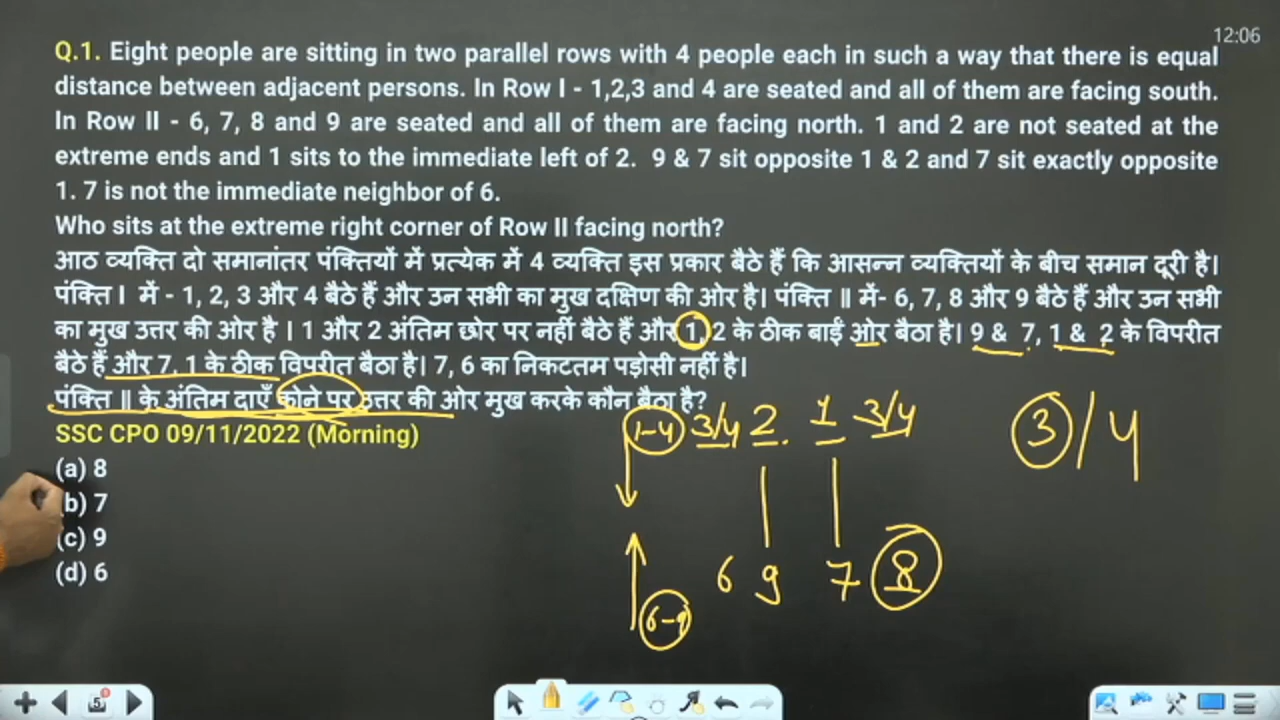 12:06
Q.1. Eight people are sitting in two parallel rows with 4 people each in such a way that there is equal
distance between adjacent persons. In Row I - 1,2,3 and 4 are seated and all of them are facing south.
In Row II - 6, 7, 8 and 9 are seated and all of them are facing north. 1 and 2 are not seated at the
extreme ends and 1 sits to the immediate left of 2. 9 & 7 sit opposite 1 & 2 and 7 sit exactly opposite
1. 7 is not the immediate neighbor of 6.
Who sits at the extreme right corner of Row II facing north?
आठ व्यक्ति दो समानांतर पंक्तियों में प्रत्येक में 4 व्यक्ति इस प्रकार बैठे हैं कि आसन्न व्यक्तियों के बीच समान दूरी है।
पंक्ति I में - 1, 2, 3 और 4 बैठे हैं और उन सभी का मुख दक्षिण की ओर है। पंक्ति II में- 6, 7, 8 और 9 बैठे हैं और उन सभी
का मुख उत्तर की ओर है । 1 और 2 अंतिम छोर पर नहीं बैठे हैं और 1, 2 के ठीक बाईं ओर बैठा है। 9 & 7, 1 & 2 के विपरीत
बैठे हैं और 7, 1 के ठीक विपरीत बैठा है। 7, 6 का निकटतम पड़ोसी नहीं है।
पंक्ति II के अंतिम दाएँ कोने पर उत्तर की ओर मुख करके कौन बैठा है?
SSC CPO 09/11/2022 (Morning)
1-4 3/4 2 1 3/4 3/4
(a) 8
(b) 7
(c) 9
(d) 6
6 9 7 8
6-9
5